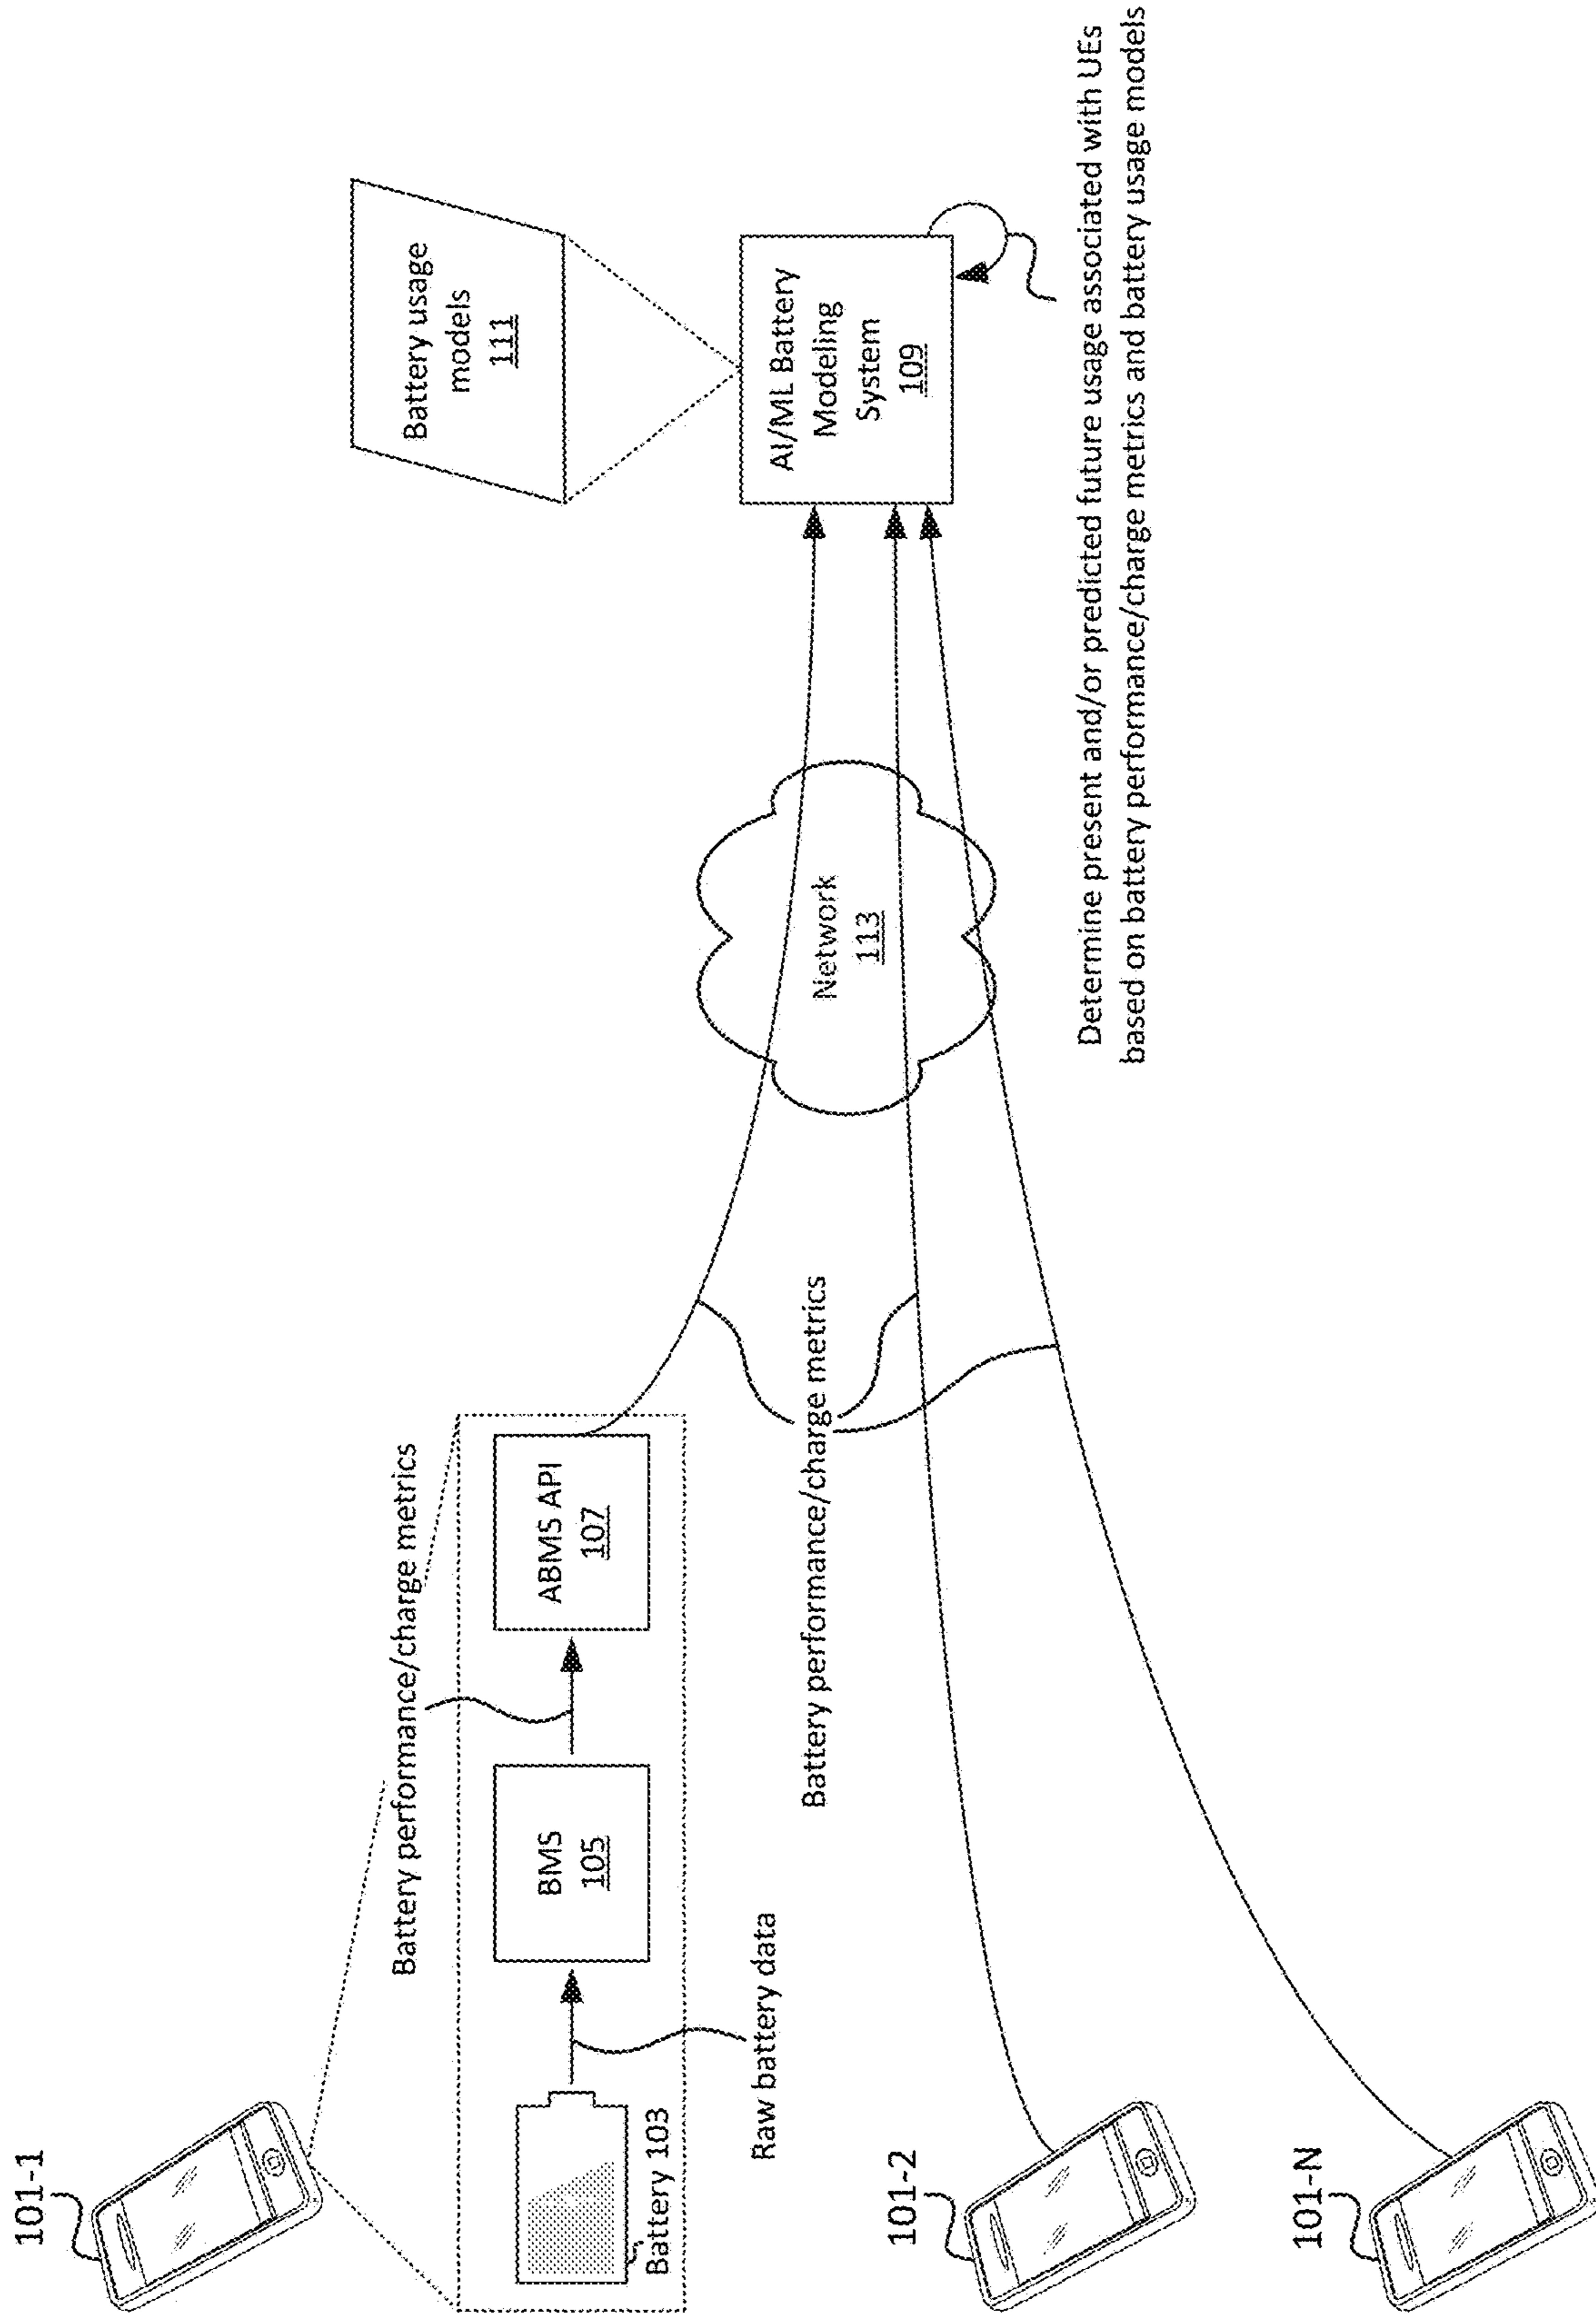 101-1
Battery performance/charge metrics
Battery 103
BMS
105
ABMS API
107
Raw battery data
Battery usage
models
111
AI/ML Battery
Modeling
System
109
Network
113
Battery performance/charge metrics
101-2
101-N
Determine present and/or predicted future usage associated with UEs
based on battery performance/charge metrics and battery usage models